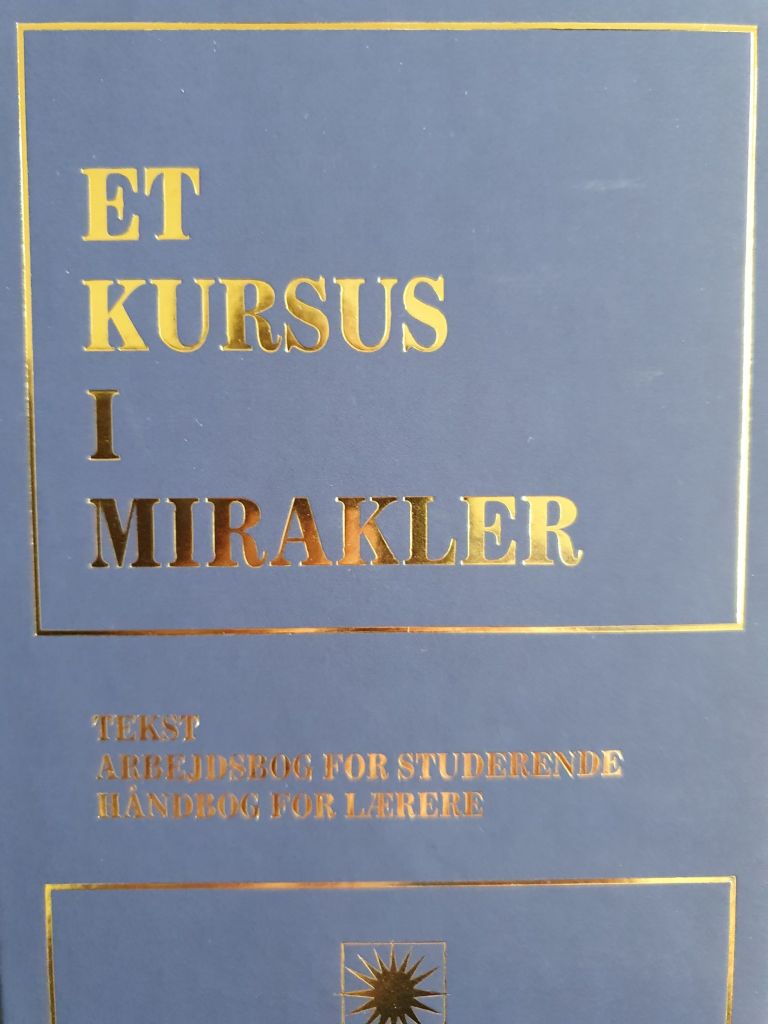 ET
KURSUS
I
MIRAKLER
TEKST
ARBEJDSBOG FOR STUDERENDE
HÅNDBOG FOR LÆRERE